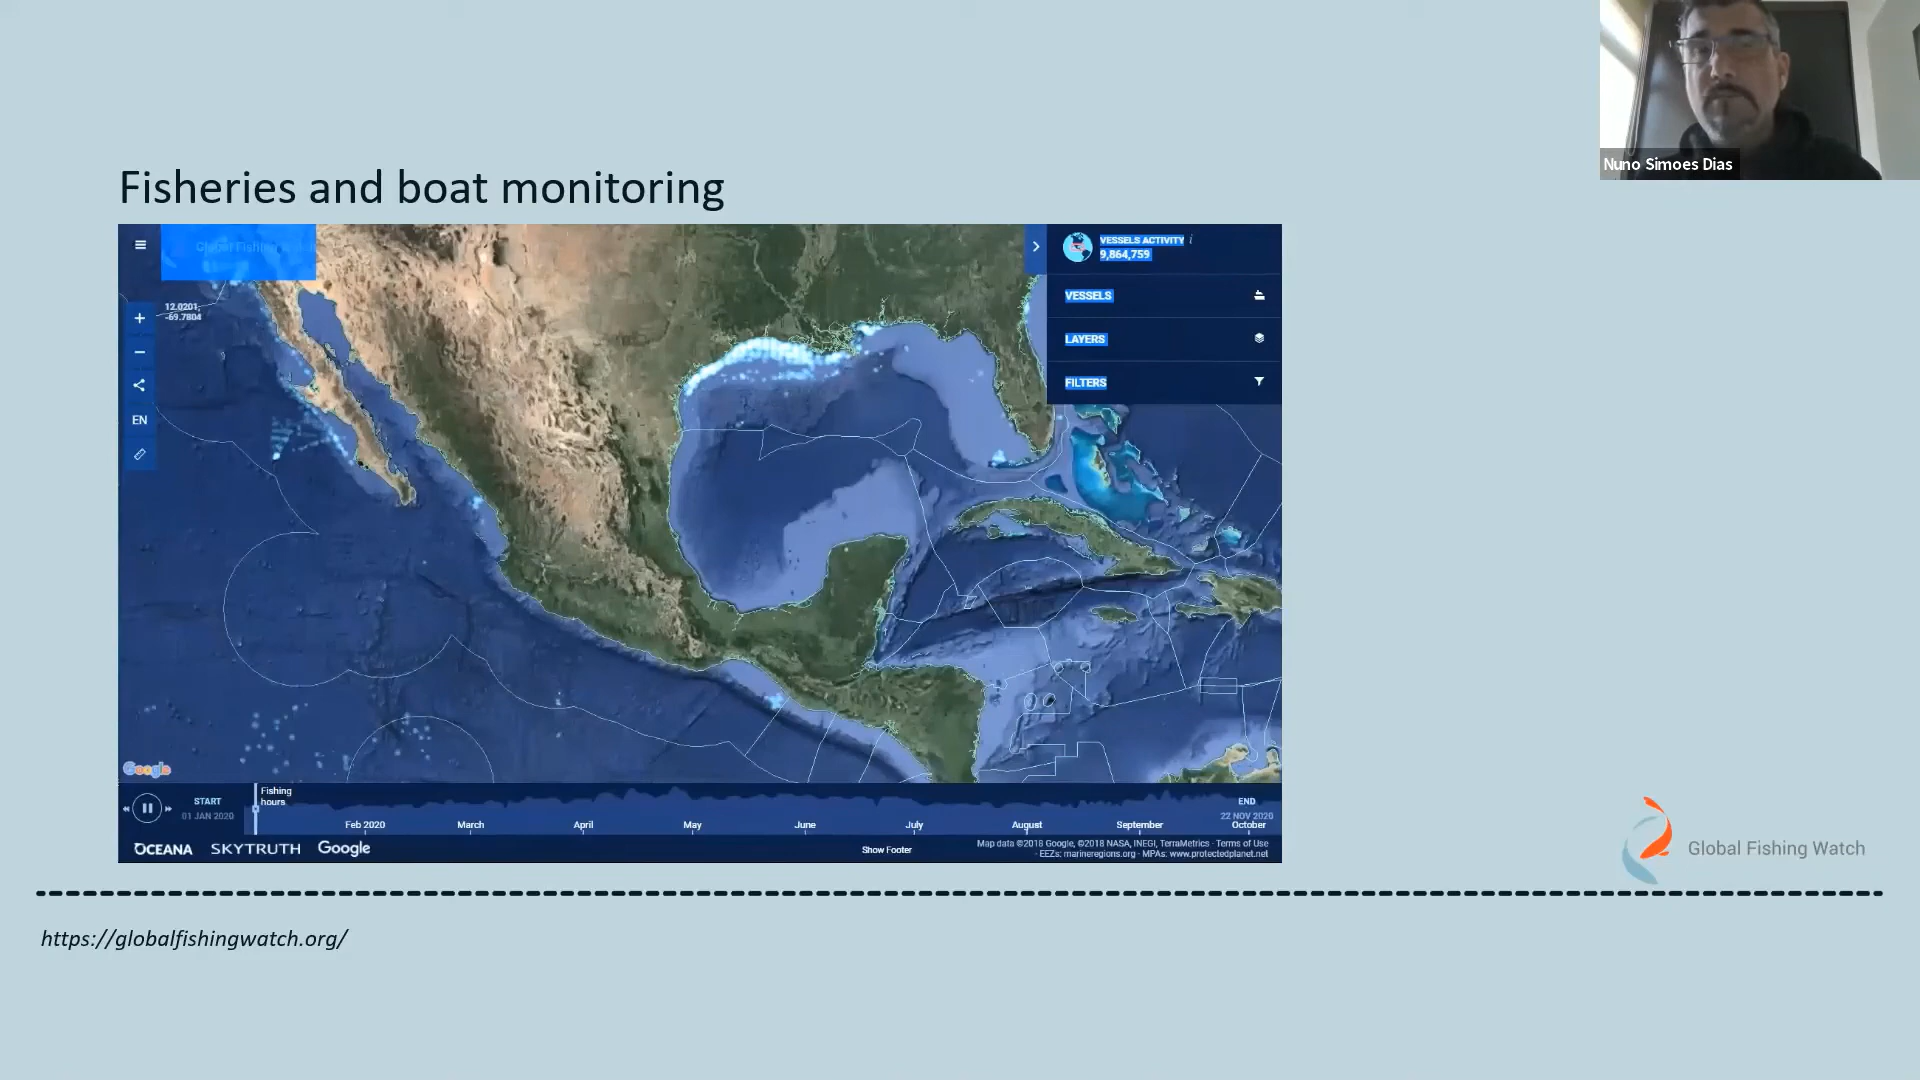 Nuno Simoes Dias
Fisheries and boat monitoring
VESSELS ACTIVITY i
9,864,759
VESSELS
LAYERS
FILTERS
12.0201,
-69.7804
EN
Google
Fishing
hours
START
01 JAN 2020
Feb 2020
March
April
May
June
July
August
September
October
END
22 NOV 2020
OCEANA
SKYTRUTH
Google
Show Footer
Map data ©2018 Google, ©2018 NASA, INEGI, TerraMetrics · Terms of Use
· EEZs: marineregions.org · MPAs: www.protectedplanet.net
Global Fishing Watch
https://globalfishingwatch.org/